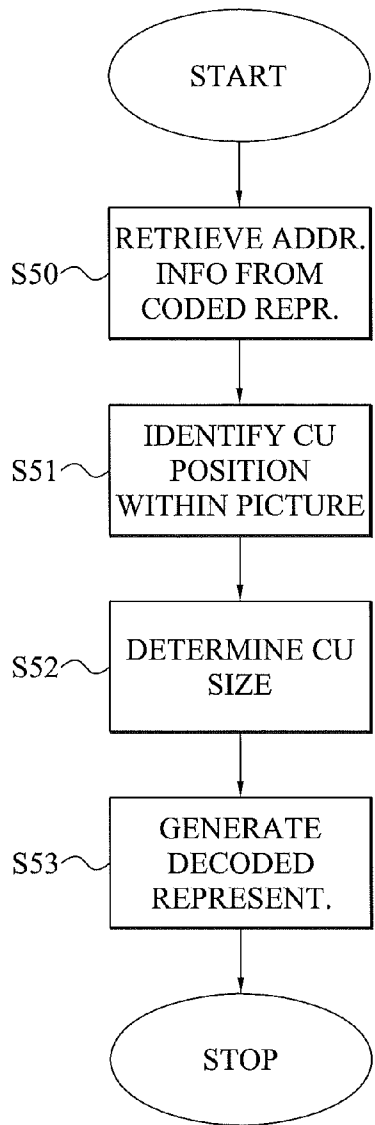 START
RETRIEVE ADDR.
S50
INFO FROM
CODED REPR.
IDENTIFY CU
S51
POSITION
WITHIN PICTURE
DETERMINE CU
S52
SIZE
GENERATE
S53
DECODED
REPRESENT.
STOP